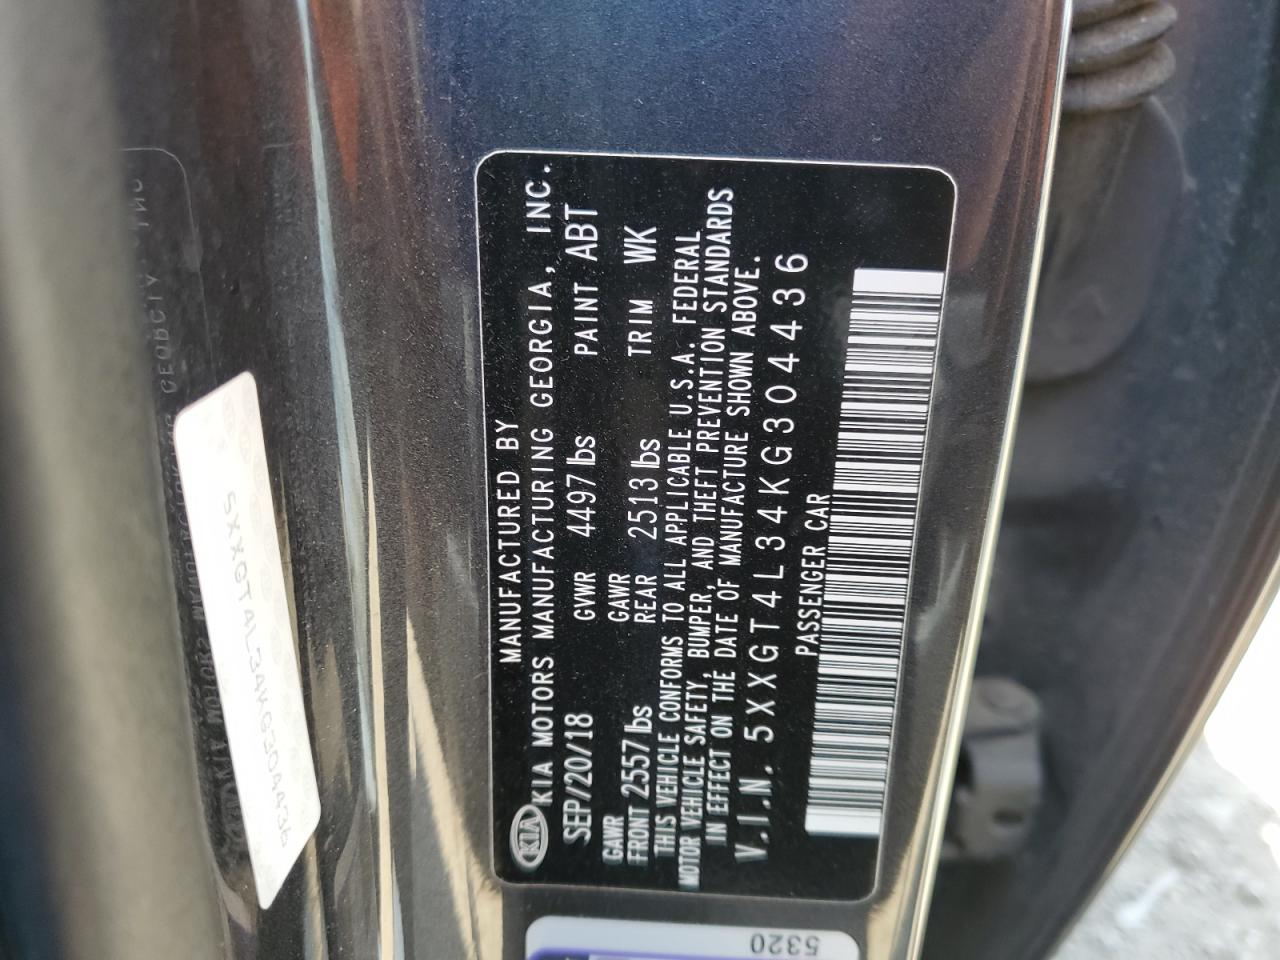 MANUFACTURED BY
KIA KIA MOTORS MANUFACTURING GEORGIA, INC.
SEP/20/18 GVWR 4497 lbs PAINT ABT
GAWR FRONT 2557 lbs GAWR REAR 2513 lbs TRIM WK
THIS VEHICLE CONFORMS TO ALL APPLICABLE U.S.A. FEDERAL
MOTOR VEHICLE SAFETY, BUMPER, AND THEFT PREVENTION STANDARDS
IN EFFECT ON THE DATE OF MANUFACTURE SHOWN ABOVE.
V.I.N. 5XXGT4L34KG304436
PASSENGER CAR
5XXGT4L34KG304436
5320